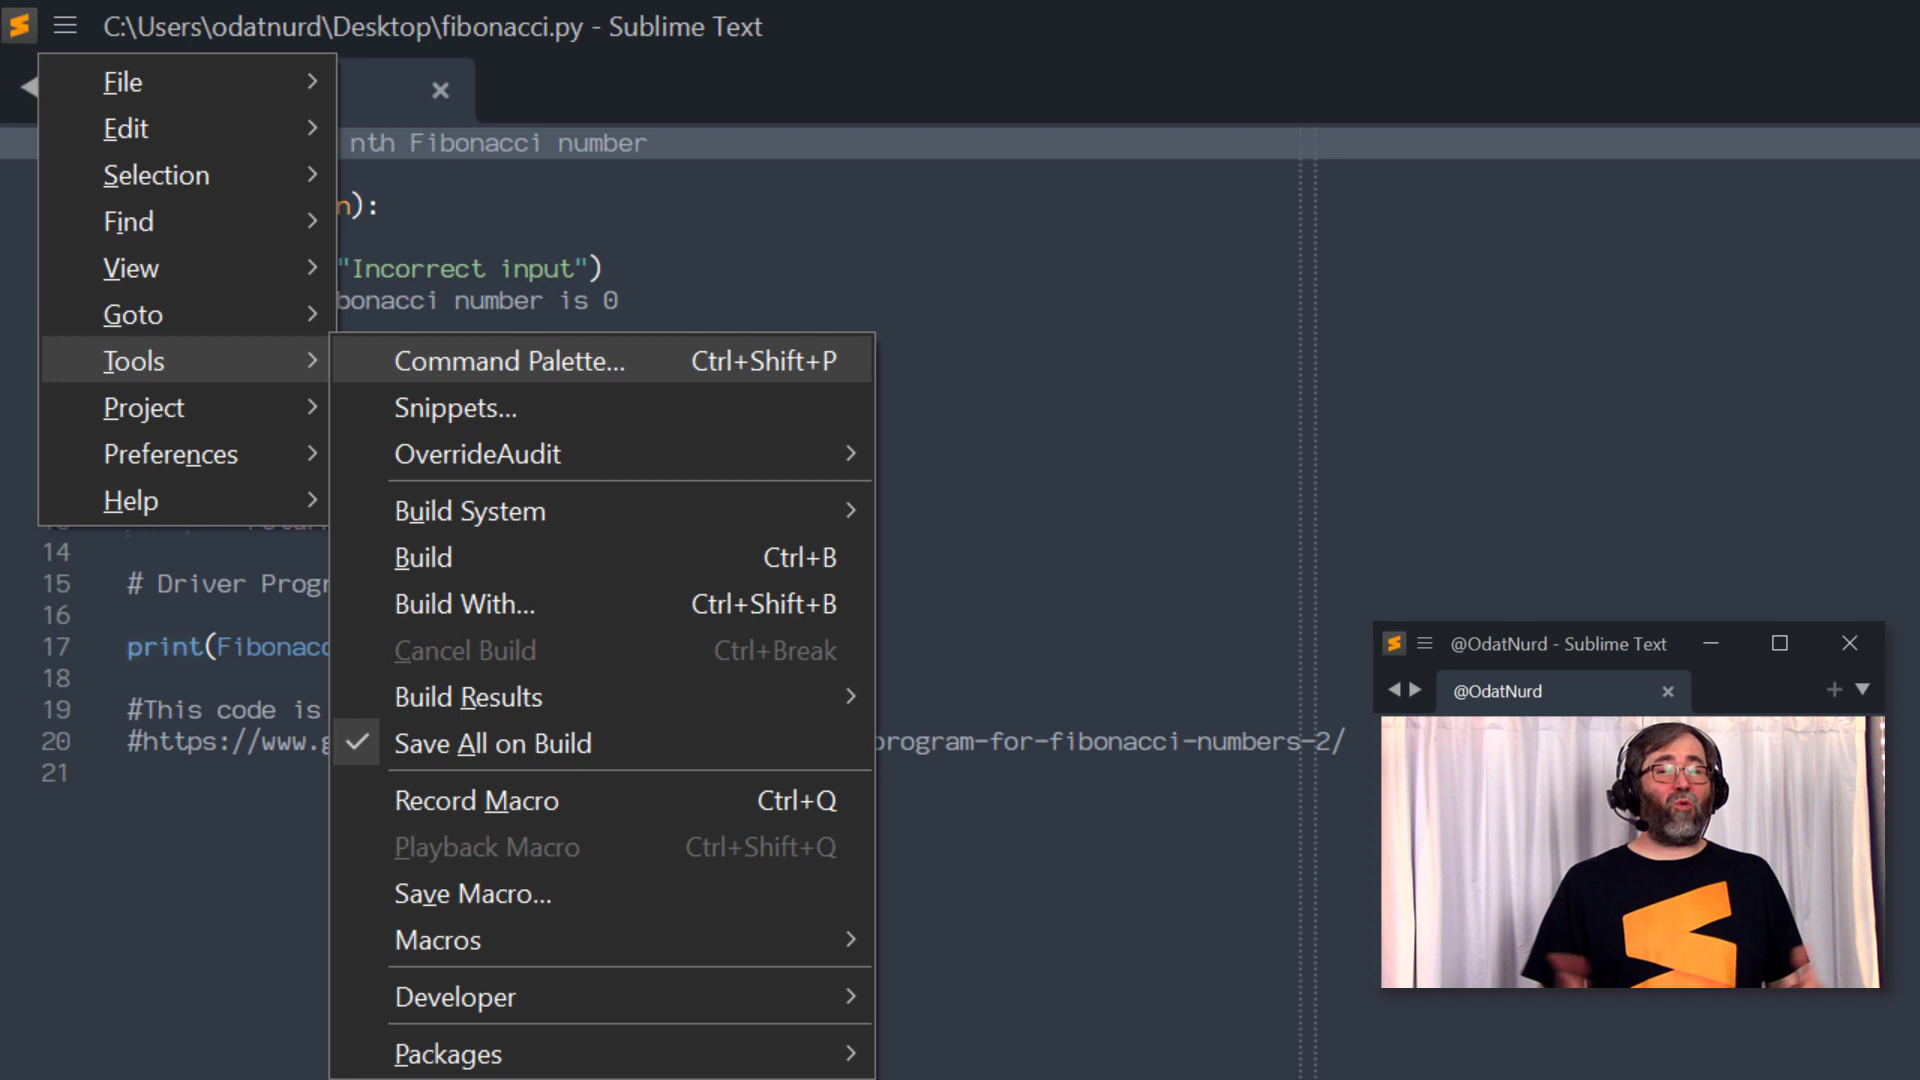 C:\Users\odatnurd\Desktop\fibonacci.py - Sublime Text
File
Edit
Selection
Find
View
Goto
Tools
Project
Preferences
Help
nth Fibonacci number
n):
"Incorrect input")
bonacci number is 0
Command Palette... Ctrl+Shift+P
Snippets...
OverrideAudit
Build System
Build Ctrl+B
Build With... Ctrl+Shift+B
Cancel Build Ctrl+Break
Build Results
Save All on Build
Record Macro Ctrl+Q
Playback Macro Ctrl+Shift+Q
Save Macro...
Macros
Developer
Packages
14
15 # Driver Progr
16
17 print(Fibonacc
18
19 #This code is
20 #https://www.g program-for-fibonacci-numbers-2/
21
@OdatNurd - Sublime Text
@OdatNurd